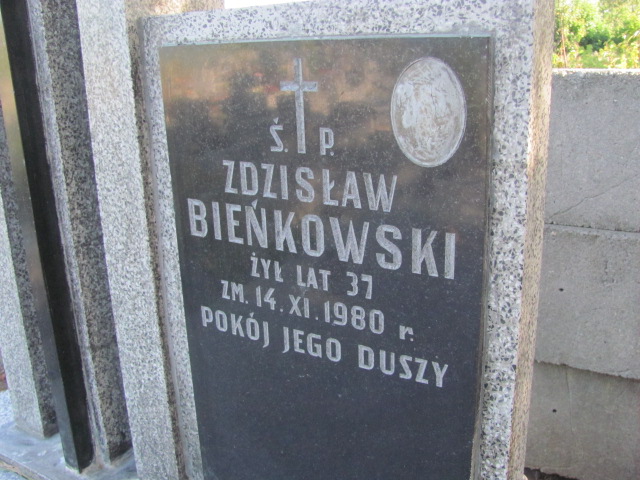 Ś. P.
ZDZISŁAW
BIEŃKOWSKI
ŻYŁ LAT 37
ZM. 14. XI. 1980 r.
POKÓJ JEGO DUSZY